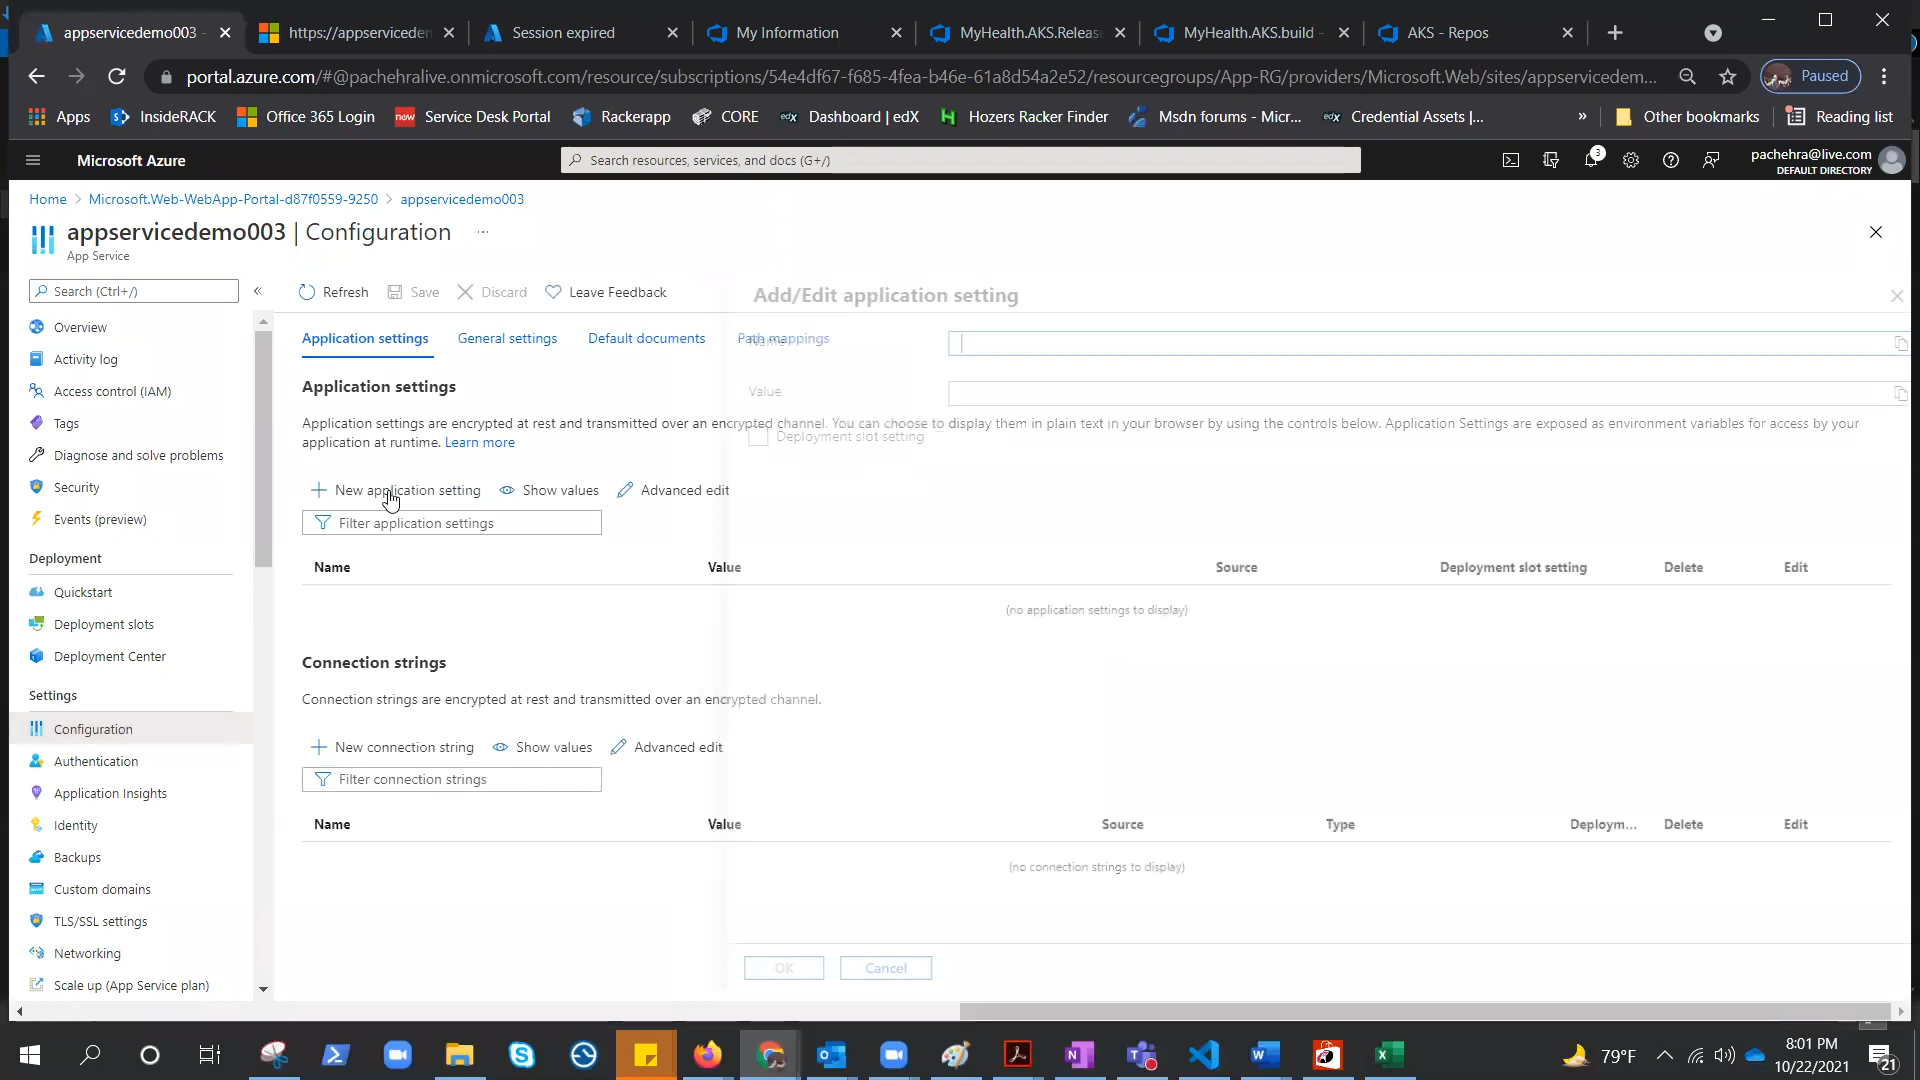 appservicedemo003 -
https://appserviceden
Session expired
My Information
MyHealth.AKS.Release
MyHealth.AKS.build -
AKS - Repos
portal.azure.com/#@pachehralive.onmicrosoft.com/resource/subscriptions/54e4df67-f685-4fea-b46e-61a8d54a2e52/resourcegroups/App-RG/providers/Microsoft.Web/sites/appservicedem...
Paused
Apps
InsideRACK
Office 365 Login
new
Service Desk Portal
Rackerapp
CORE
edx
Dashboard | edX
Hozers Racker Finder
Msdn forums - Micr...
edx
Credential Assets |...
»
Other bookmarks
Reading list
Microsoft Azure
Search resources, services, and docs (G+/)
3
pachehra@live.com
DEFAULT DIRECTORY
Home > Microsoft.Web-WebApp-Portal-d87f0559-9250 > appservicedemo003
appservicedemo003 | Configuration ...
App Service
Search (Ctrl+/)
«
Overview
Activity log
Access control (IAM)
Tags
Diagnose and solve problems
Security
Events (preview)
Deployment
Quickstart
Deployment slots
Deployment Center
Settings
Configuration
Authentication
Application Insights
Identity
Backups
Custom domains
TLS/SSL settings
Networking
Scale up (App Service plan)
Refresh
Save
Discard
Leave Feedback
Application settings
General settings
Default documents
Path mappings
Application settings
Application settings are encrypted at rest and transmitted over an encrypted channel. You can choose to display them in plain text in your browser by using the controls below. Application Settings are exposed as environment variables for access by your
application at runtime. Learn more
New application setting
Show values
Advanced edit
Filter application settings
Name
Value
Source
Deployment slot setting
Delete
Edit
(no application settings to display)
Connection strings
Connection strings are encrypted at rest and transmitted over an encrypted channel.
New connection string
Show values
Advanced edit
Filter connection strings
Name
Value
Source
Type
Deploym...
Delete
Edit
(no connection strings to display)
Add/Edit application setting
Name
Value
Deployment slot setting
OK
Cancel
79°F
8:01 PM
10/22/2021
21